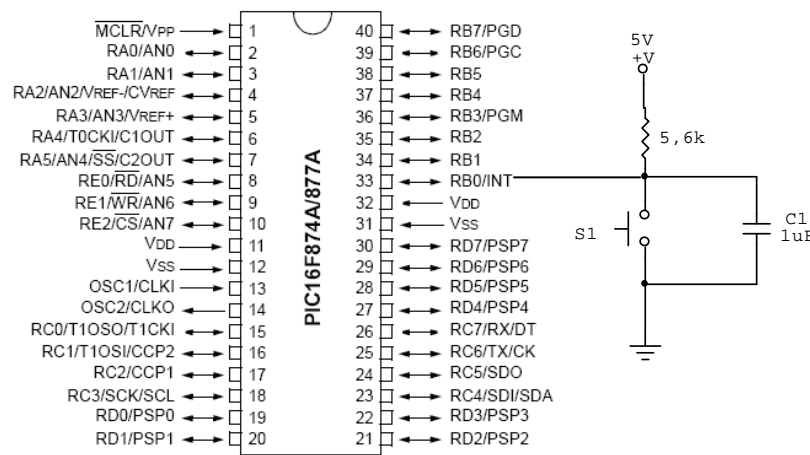 MCLR/VPP 1
RA0/AN0 2
RA1/AN1 3
RA2/AN2/VREF-/CVREF 4
RA3/AN3/VREF+ 5
RA4/T0CKI/C1OUT 6
RA5/AN4/SS/C2OUT 7
RE0/RD/AN5 8
RE1/WR/AN6 9
RE2/CS/AN7 10
VDD 11
VSS 12
OSC1/CLKI 13
OSC2/CLKO 14
RC0/T1OSO/T1CKI 15
RC1/T1OSI/CCP2 16
RC2/CCP1 17
RC3/SCK/SCL 18
RD0/PSP0 19
RD1/PSP1 20
PIC16F874A/877A
40 RB7/PGD
39 RB6/PGC
38 RB5
37 RB4
36 RB3/PGM
35 RB2
34 RB1
33 RB0/INT
32 VDD
31 VSS
30 RD7/PSP7
29 RD6/PSP6
28 RD5/PSP5
27 RD4/PSP4
26 RC7/RX/DT
25 RC6/TX/CK
24 RC5/SDO
23 RC4/SDI/SDA
22 RD3/PSP3
21 RD2/PSP2
5V
+V
5,6k
S1
C1
1uF